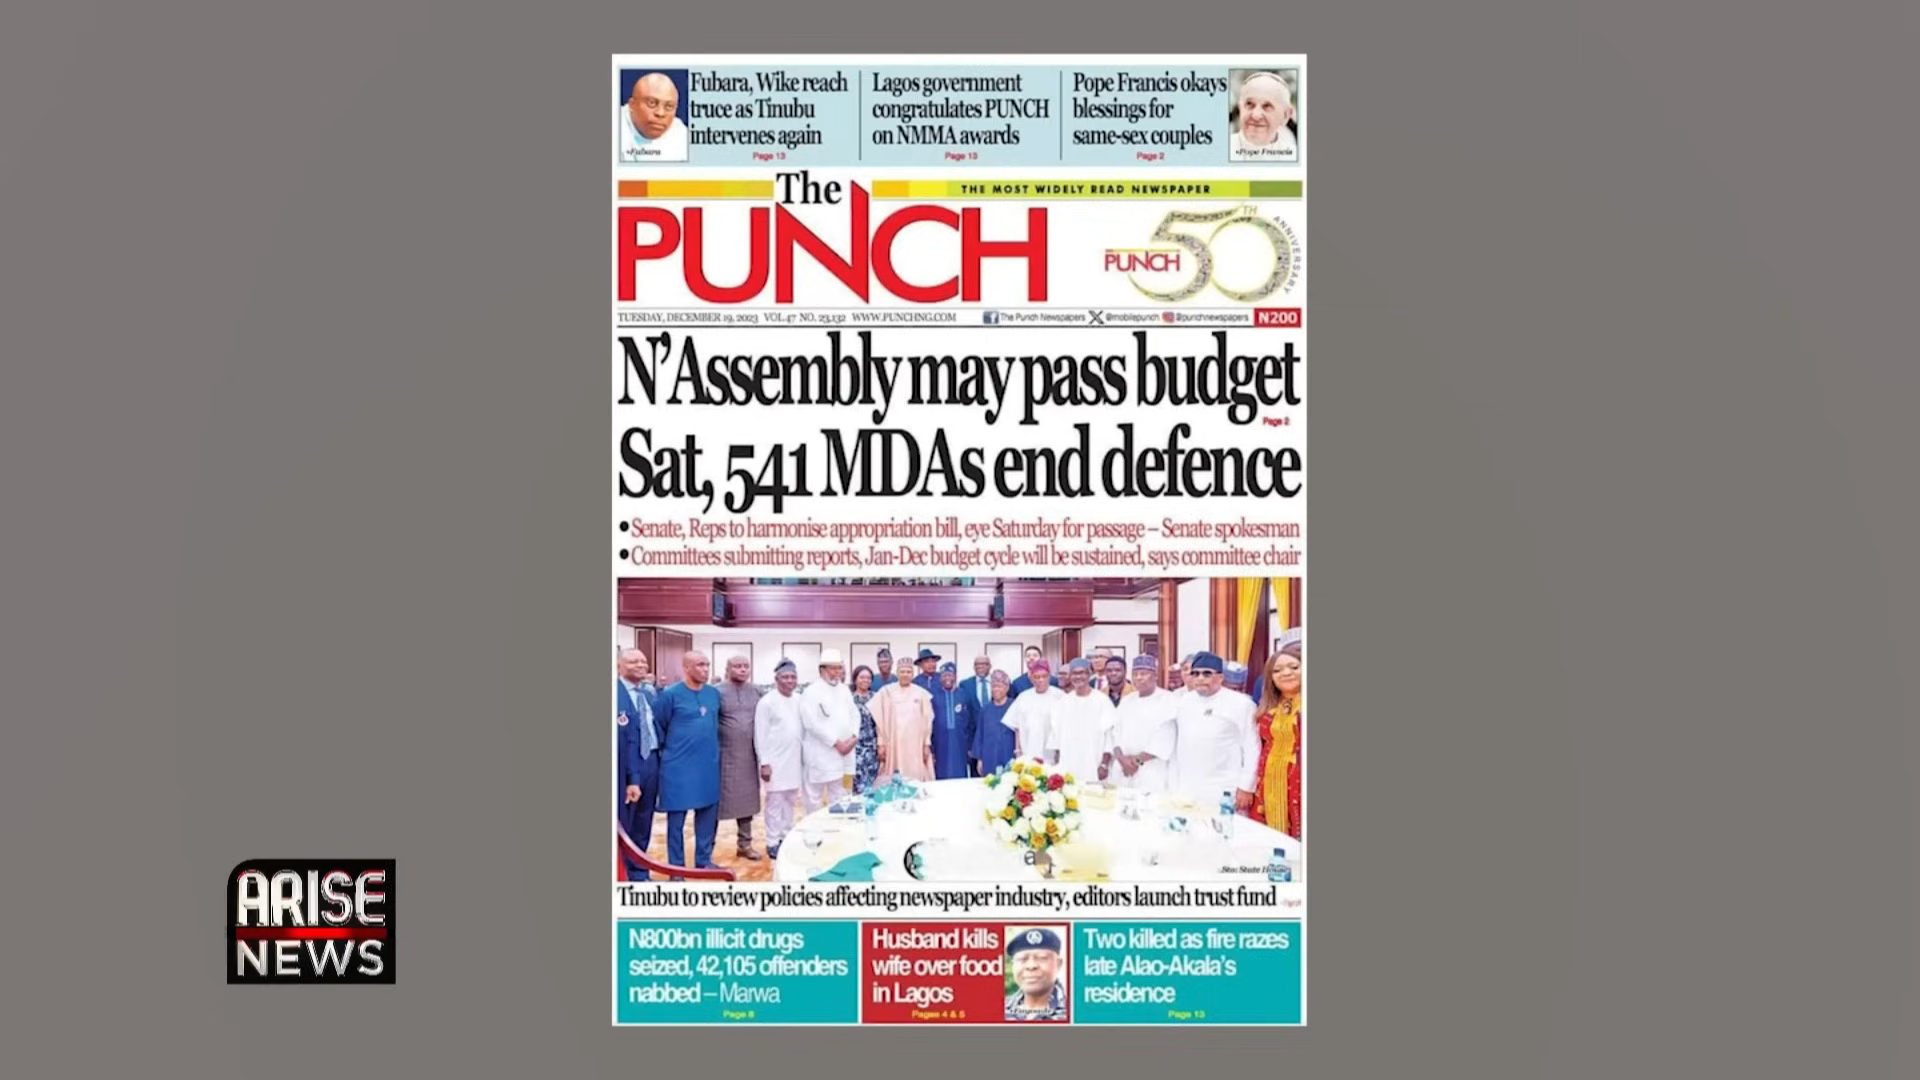 Fubara, Wike reach
truce as Tinubu
intervenes again
Page 13
•Fubara
Lagos government
congratulates PUNCH
on NMMA awards
Page 13
Pope Francis okays
blessings for
same-sex couples
Page 2
•Pope Francis
THE MOST WIDELY READ NEWSPAPER
The
PUNCH
PUNCH 50TH ANNIVERSARY
TUESDAY, DECEMBER 19, 2023 VOL.47 NO. 23,132 WWW.PUNCHNG.COM The Punch Newspapers @mobilepunch @punchnewspapers N200
N'Assembly may pass budget
Page 2
Sat, 541 MDAs end defence
•Senate, Reps to harmonise appropriation bill, eye Saturday for passage – Senate spokesman
•Committees submitting reports, Jan-Dec budget cycle will be sustained, says committee chair
State House
Tinubu to review policies affecting newspaper industry, editors launch trust fund
N800bn illicit drugs
seized, 42,105 offenders
nabbed – Marwa
Page 8
Husband kills
wife over food
in Lagos
Pages 4 & 5
Two killed as fire razes
late Alao-Akala's
residence
Page 13
ARISE
NEWS